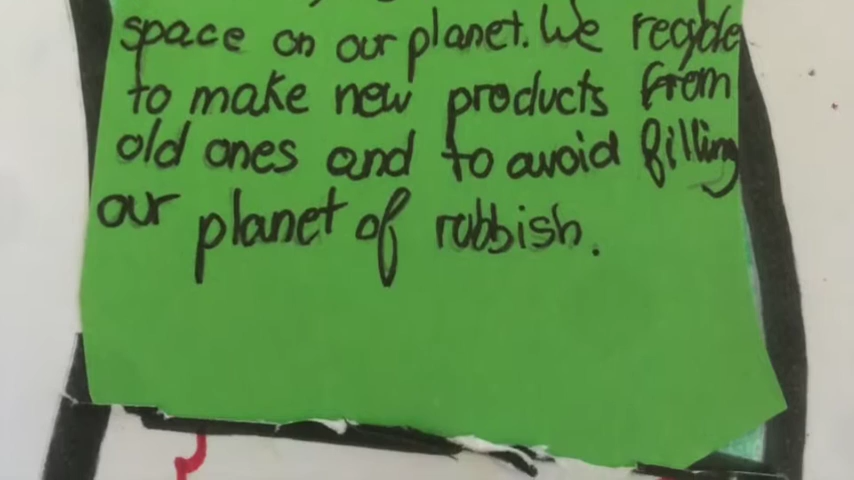 space on our planet. We recycle
to make new products from
old ones and to avoid filling
our planet of rubbish.